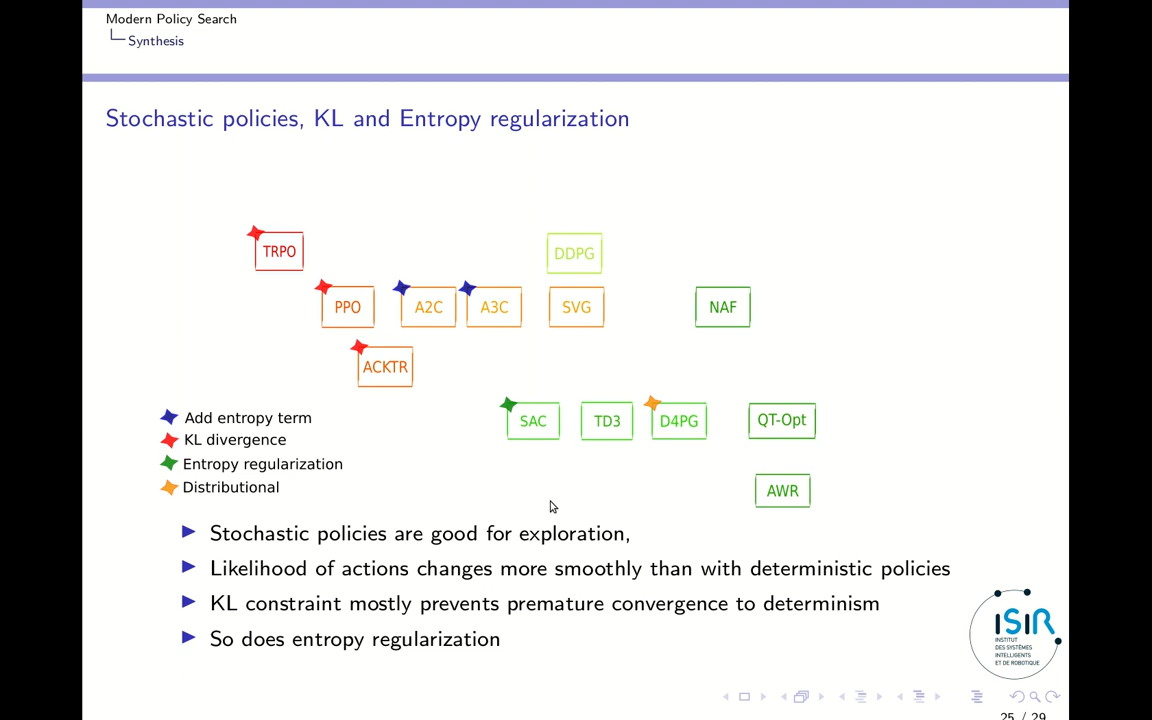 Modern Policy Search
Synthesis
Stochastic policies, KL and Entropy regularization
TRPO
DDPG
PPO
A2C
A3C
SVG
NAF
ACKTR
SAC
TD3
D4PG
QT-Opt
AWR
Add entropy term
KL divergence
Entropy regularization
Distributional
Stochastic policies are good for exploration,
Likelihood of actions changes more smoothly than with deterministic policies
KL constraint mostly prevents premature convergence to determinism
So does entropy regularization
ISIR
INSTITUT
DES SYSTÈMES
INTELLIGENTS
ET DE ROBOTIQUE
25 / 29